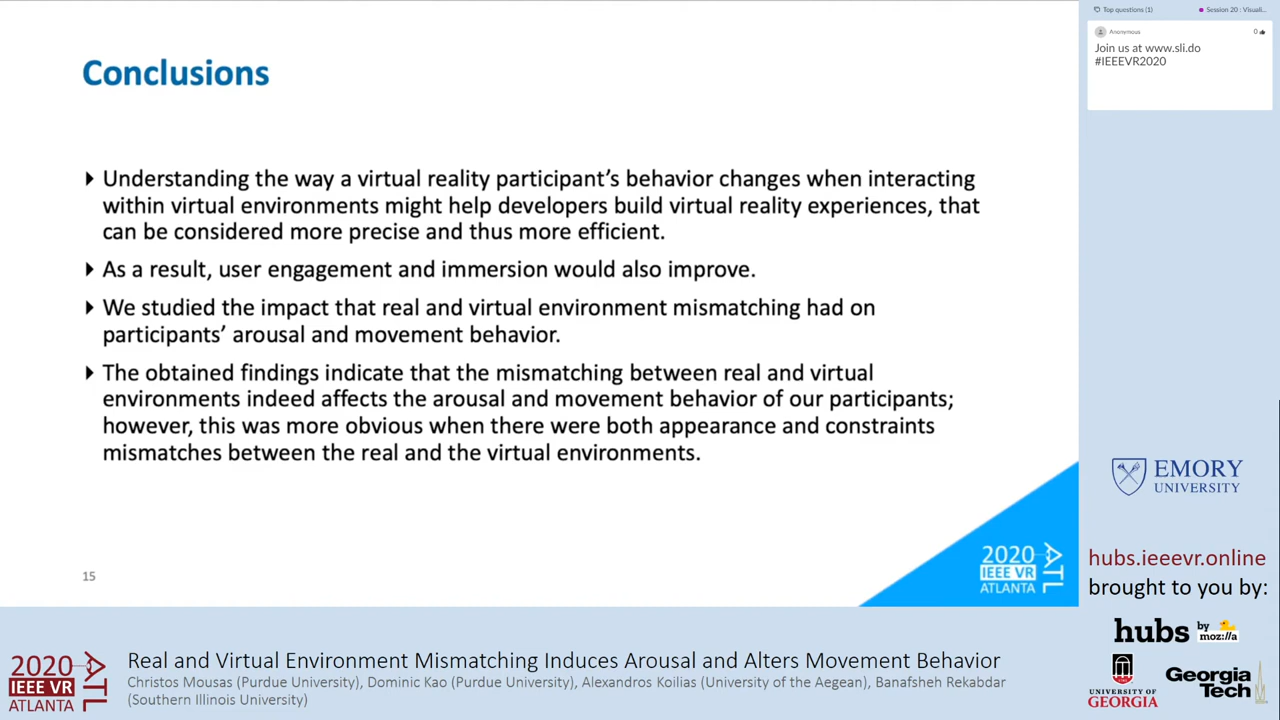 Conclusions
Understanding the way a virtual reality participant's behavior changes when interacting
within virtual environments might help developers build virtual reality experiences, that
can be considered more precise and thus more efficient.
As a result, user engagement and immersion would also improve.
We studied the impact that real and virtual environment mismatching had on
participants' arousal and movement behavior.
The obtained findings indicate that the mismatching between real and virtual
environments indeed affects the arousal and movement behavior of our participants;
however, this was more obvious when there were both appearance and constraints
mismatches between the real and the virtual environments.
15
2020
IEEE VR
ATLANTA
ATL
Top questions (1)
Session 20 : Visuali...
Anonymous
0
Join us at www.sli.do
#IEEEVR2020
EMORY
UNIVERSITY
hubs.ieeevr.online
brought to you by:
hubs by
moz://a
UNIVERSITY OF
GEORGIA
Georgia
Tech
2020
IEEE VR
ATLANTA
ATL
Real and Virtual Environment Mismatching Induces Arousal and Alters Movement Behavior
Christos Mousas (Purdue University), Dominic Kao (Purdue University), Alexandros Koilias (University of the Aegean), Banafsheh Rekabdar
(Southern Illinois University)